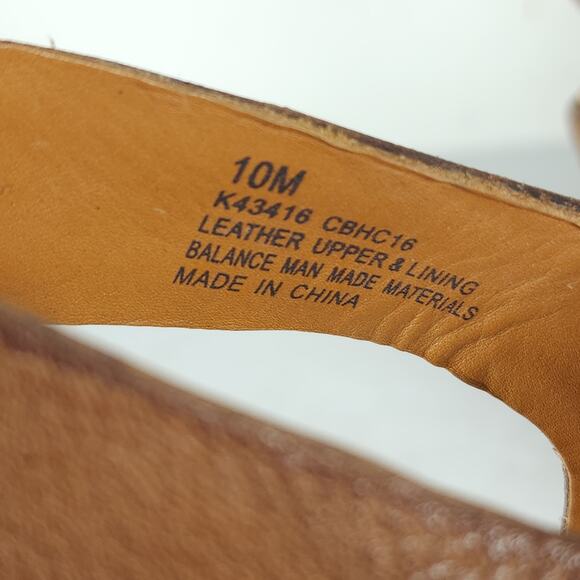 10M
K43416 CBHC16
LEATHER UPPER & LINING
BALANCE MAN MADE MATERIALS
MADE IN CHINA